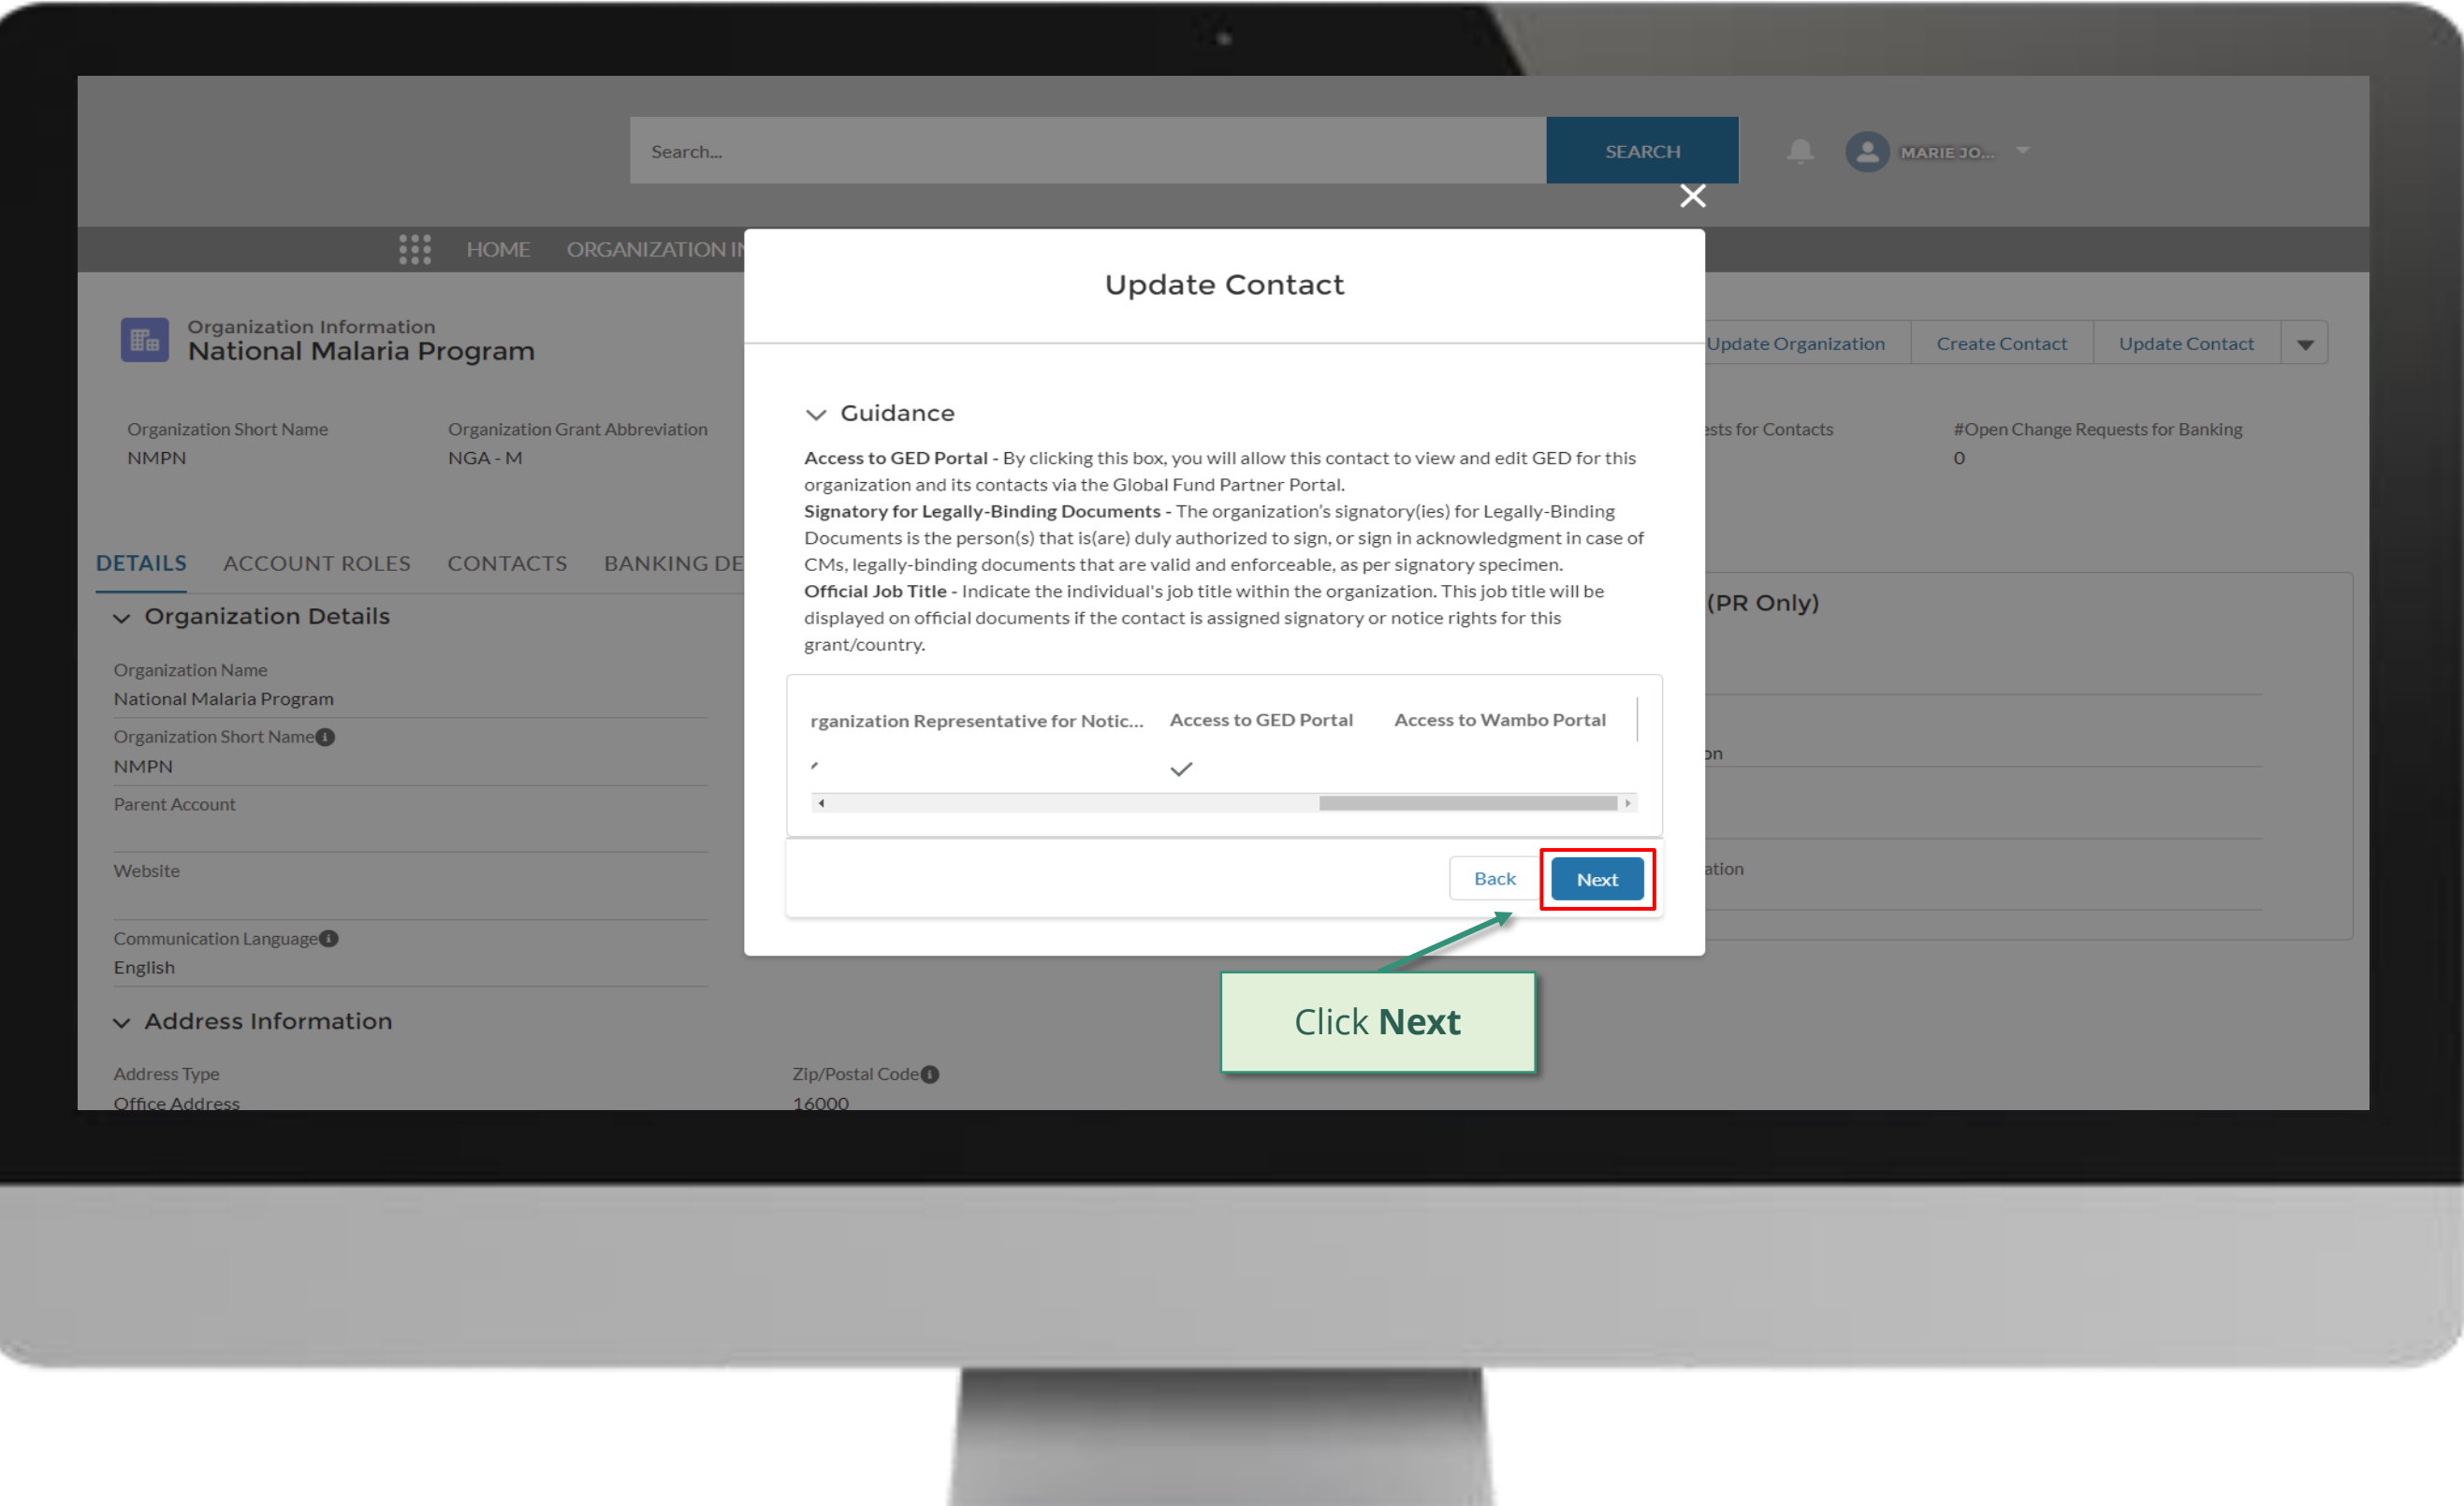 Search...
SEARCH
MARIE JO...
HOME ORGANIZATION IN
Update Contact
Organization Information
National Malaria Program
Update Organization Create Contact Update Contact
Organization Short Name
NMPN
Organization Grant Abbreviation
NGA - M
ests for Contacts
#Open Change Requests for Banking
0
Guidance
Access to GED Portal - By clicking this box, you will allow this contact to view and edit GED for this
organization and its contacts via the Global Fund Partner Portal.
Signatory for Legally-Binding Documents - The organization’s signatory(ies) for Legally-Binding
Documents is the person(s) that is(are) duly authorized to sign, or sign in acknowledgment in case of
CMs, legally-binding documents that are valid and enforceable, as per signatory specimen.
Official Job Title - Indicate the individual's job title within the organization. This job title will be
displayed on official documents if the contact is assigned signatory or notice rights for this
grant/country.
rganization Representative for Notic... Access to GED Portal Access to Wambo Portal
Back Next
Click Next
DETAILS ACCOUNT ROLES CONTACTS BANKING DE
Organization Details
(PR Only)
Organization Name
National Malaria Program
Organization Short Name
NMPN
on
Parent Account
Website
ation
Communication Language
English
Address Information
Address Type
Office Address
Zip/Postal Code
16000